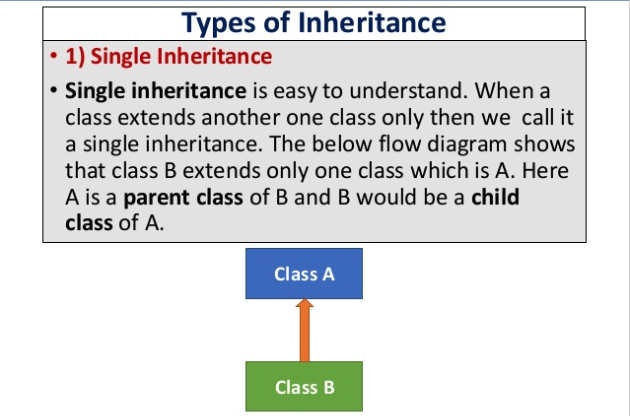 Types of Inheritance
• 1) Single Inheritance
• Single inheritance is easy to understand. When a
class extends another one class only then we call it
a single inheritance. The below flow diagram shows
that class B extends only one class which is A. Here
A is a parent class of B and B would be a child
class of A.
Class A
Class B